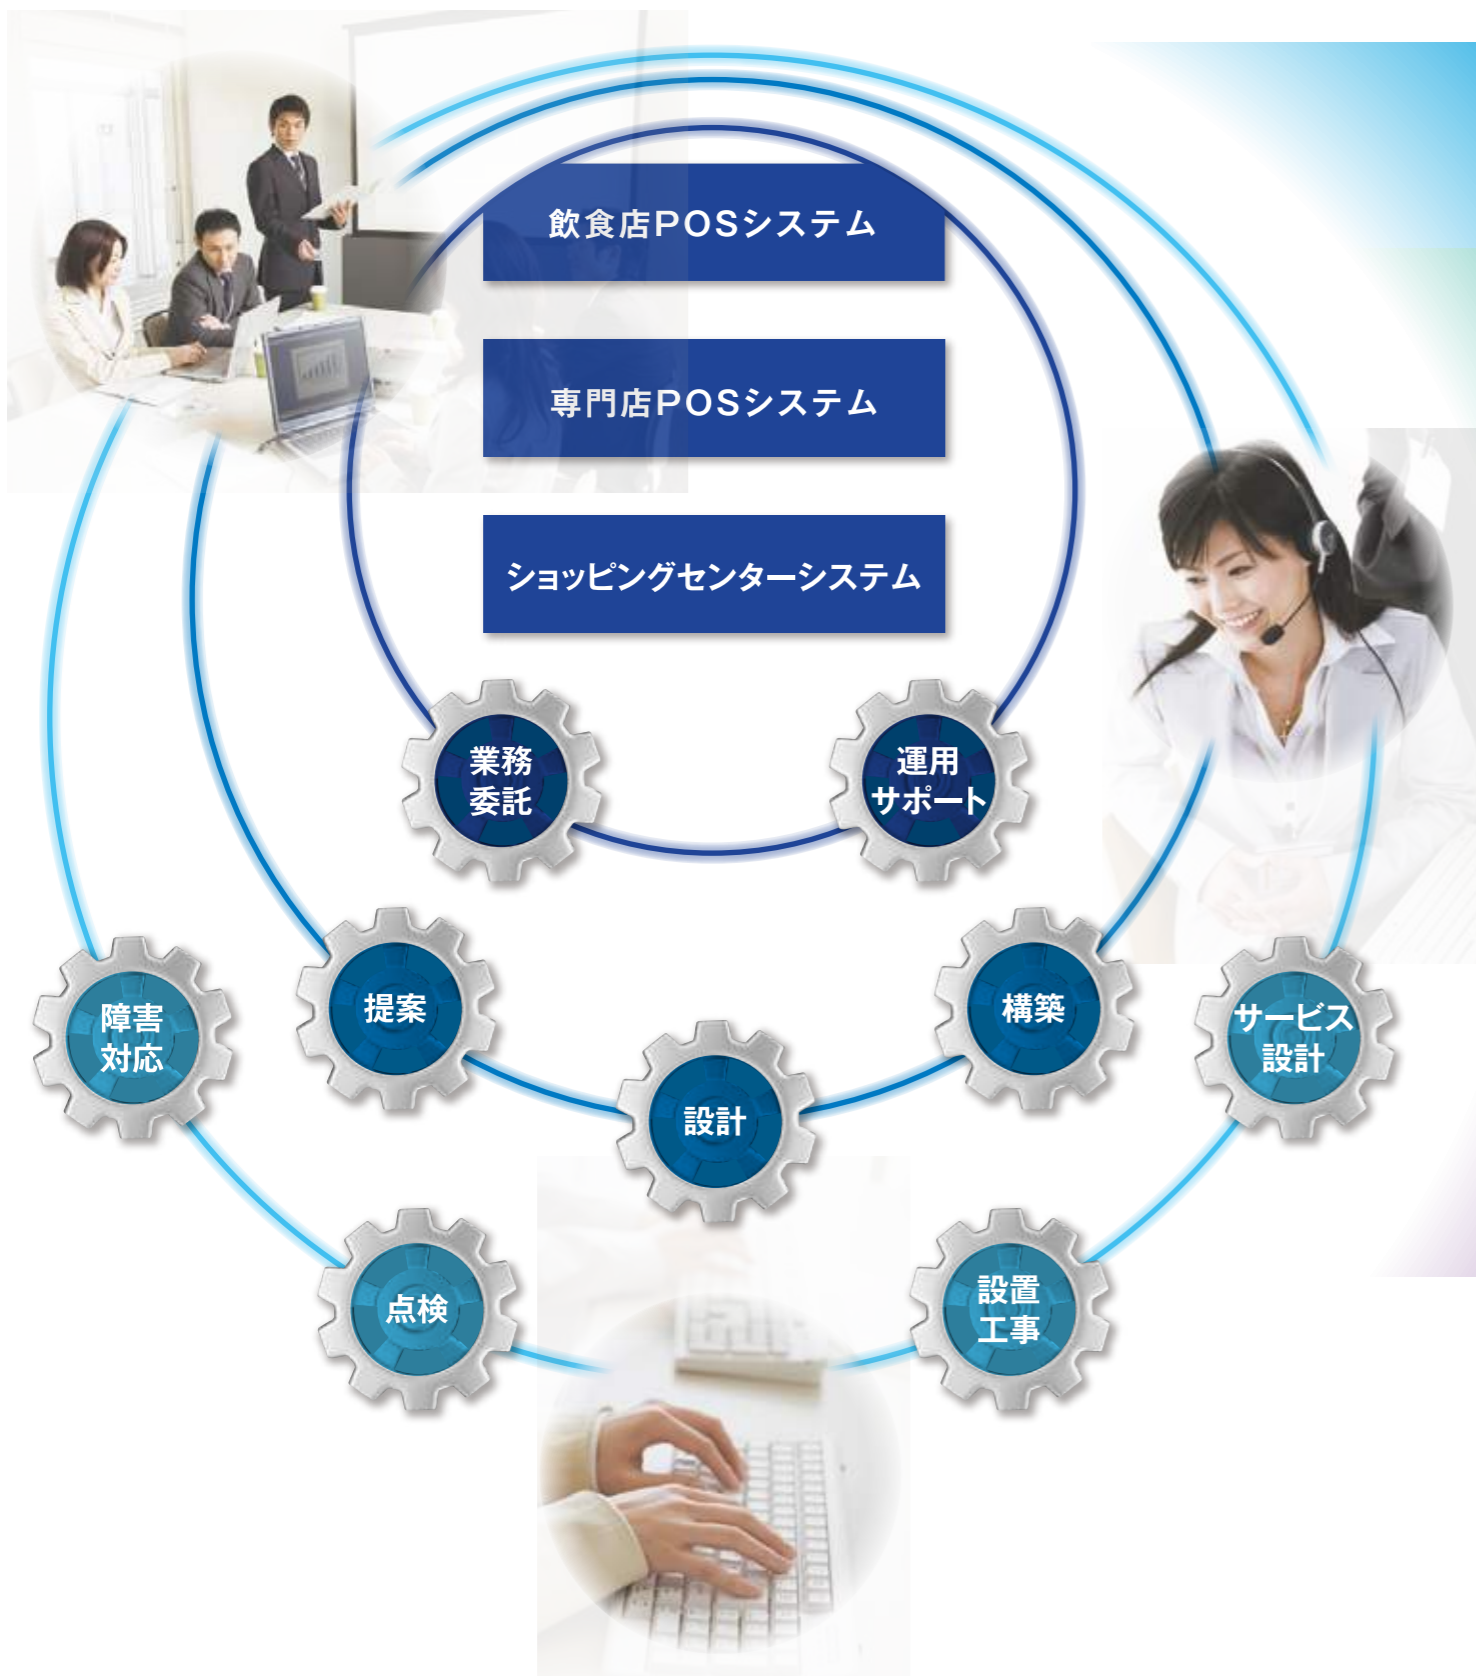 飲食店POSシステム
専門店POSシステム
ショッピングセンターシステム
業務
委託
運用
サポート
障害
対応
提案
設計
構築
サービス
設計
点検
設置
工事